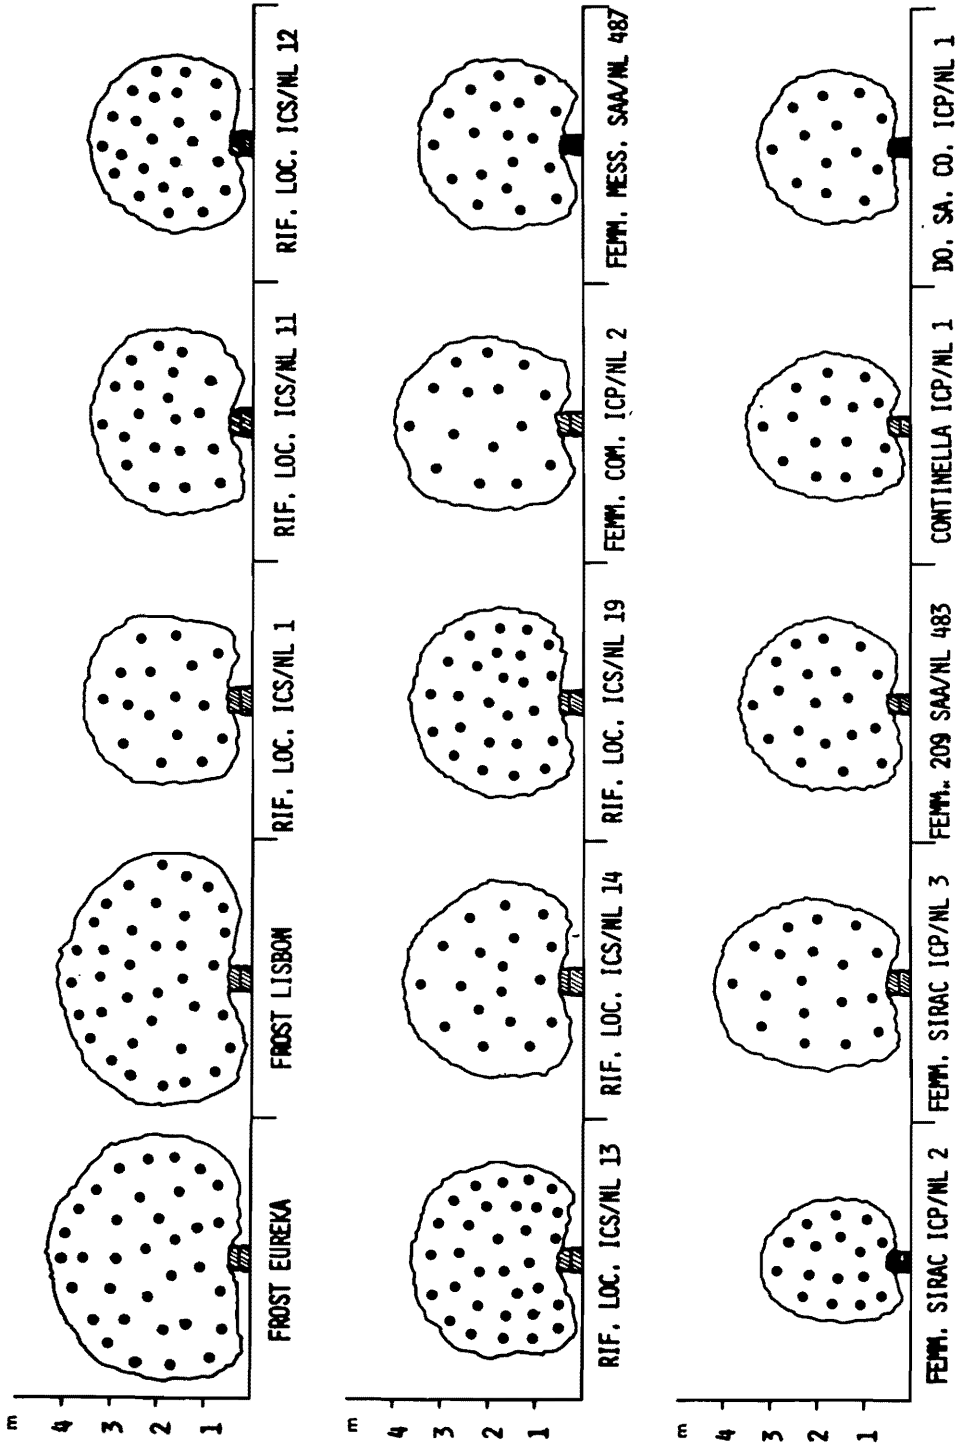 m
4
3
2
1
FROST EUREKA
FROST LISBON
RIF. LOC. ICS/NL 1
RIF. LOC. ICS/NL 11
RIF. LOC. ICS/NL 12
m
4
3
2
1
RIF. LOC. ICS/NL 13
RIF. LOC. ICS/NL 14
RIF. LOC. ICS/NL 19
FEMM. COM. ICP/NL 2
FEMM. MESS. SAA/NL 487
m
4
3
2
1
FEMM. SIRAC ICP/NL 2
FEMM. SIRAC ICP/NL 3
FEMM. 209 SAA/NL 483
CONTINELLA ICP/NL 1
DO. SA. CO. ICP/NL 1